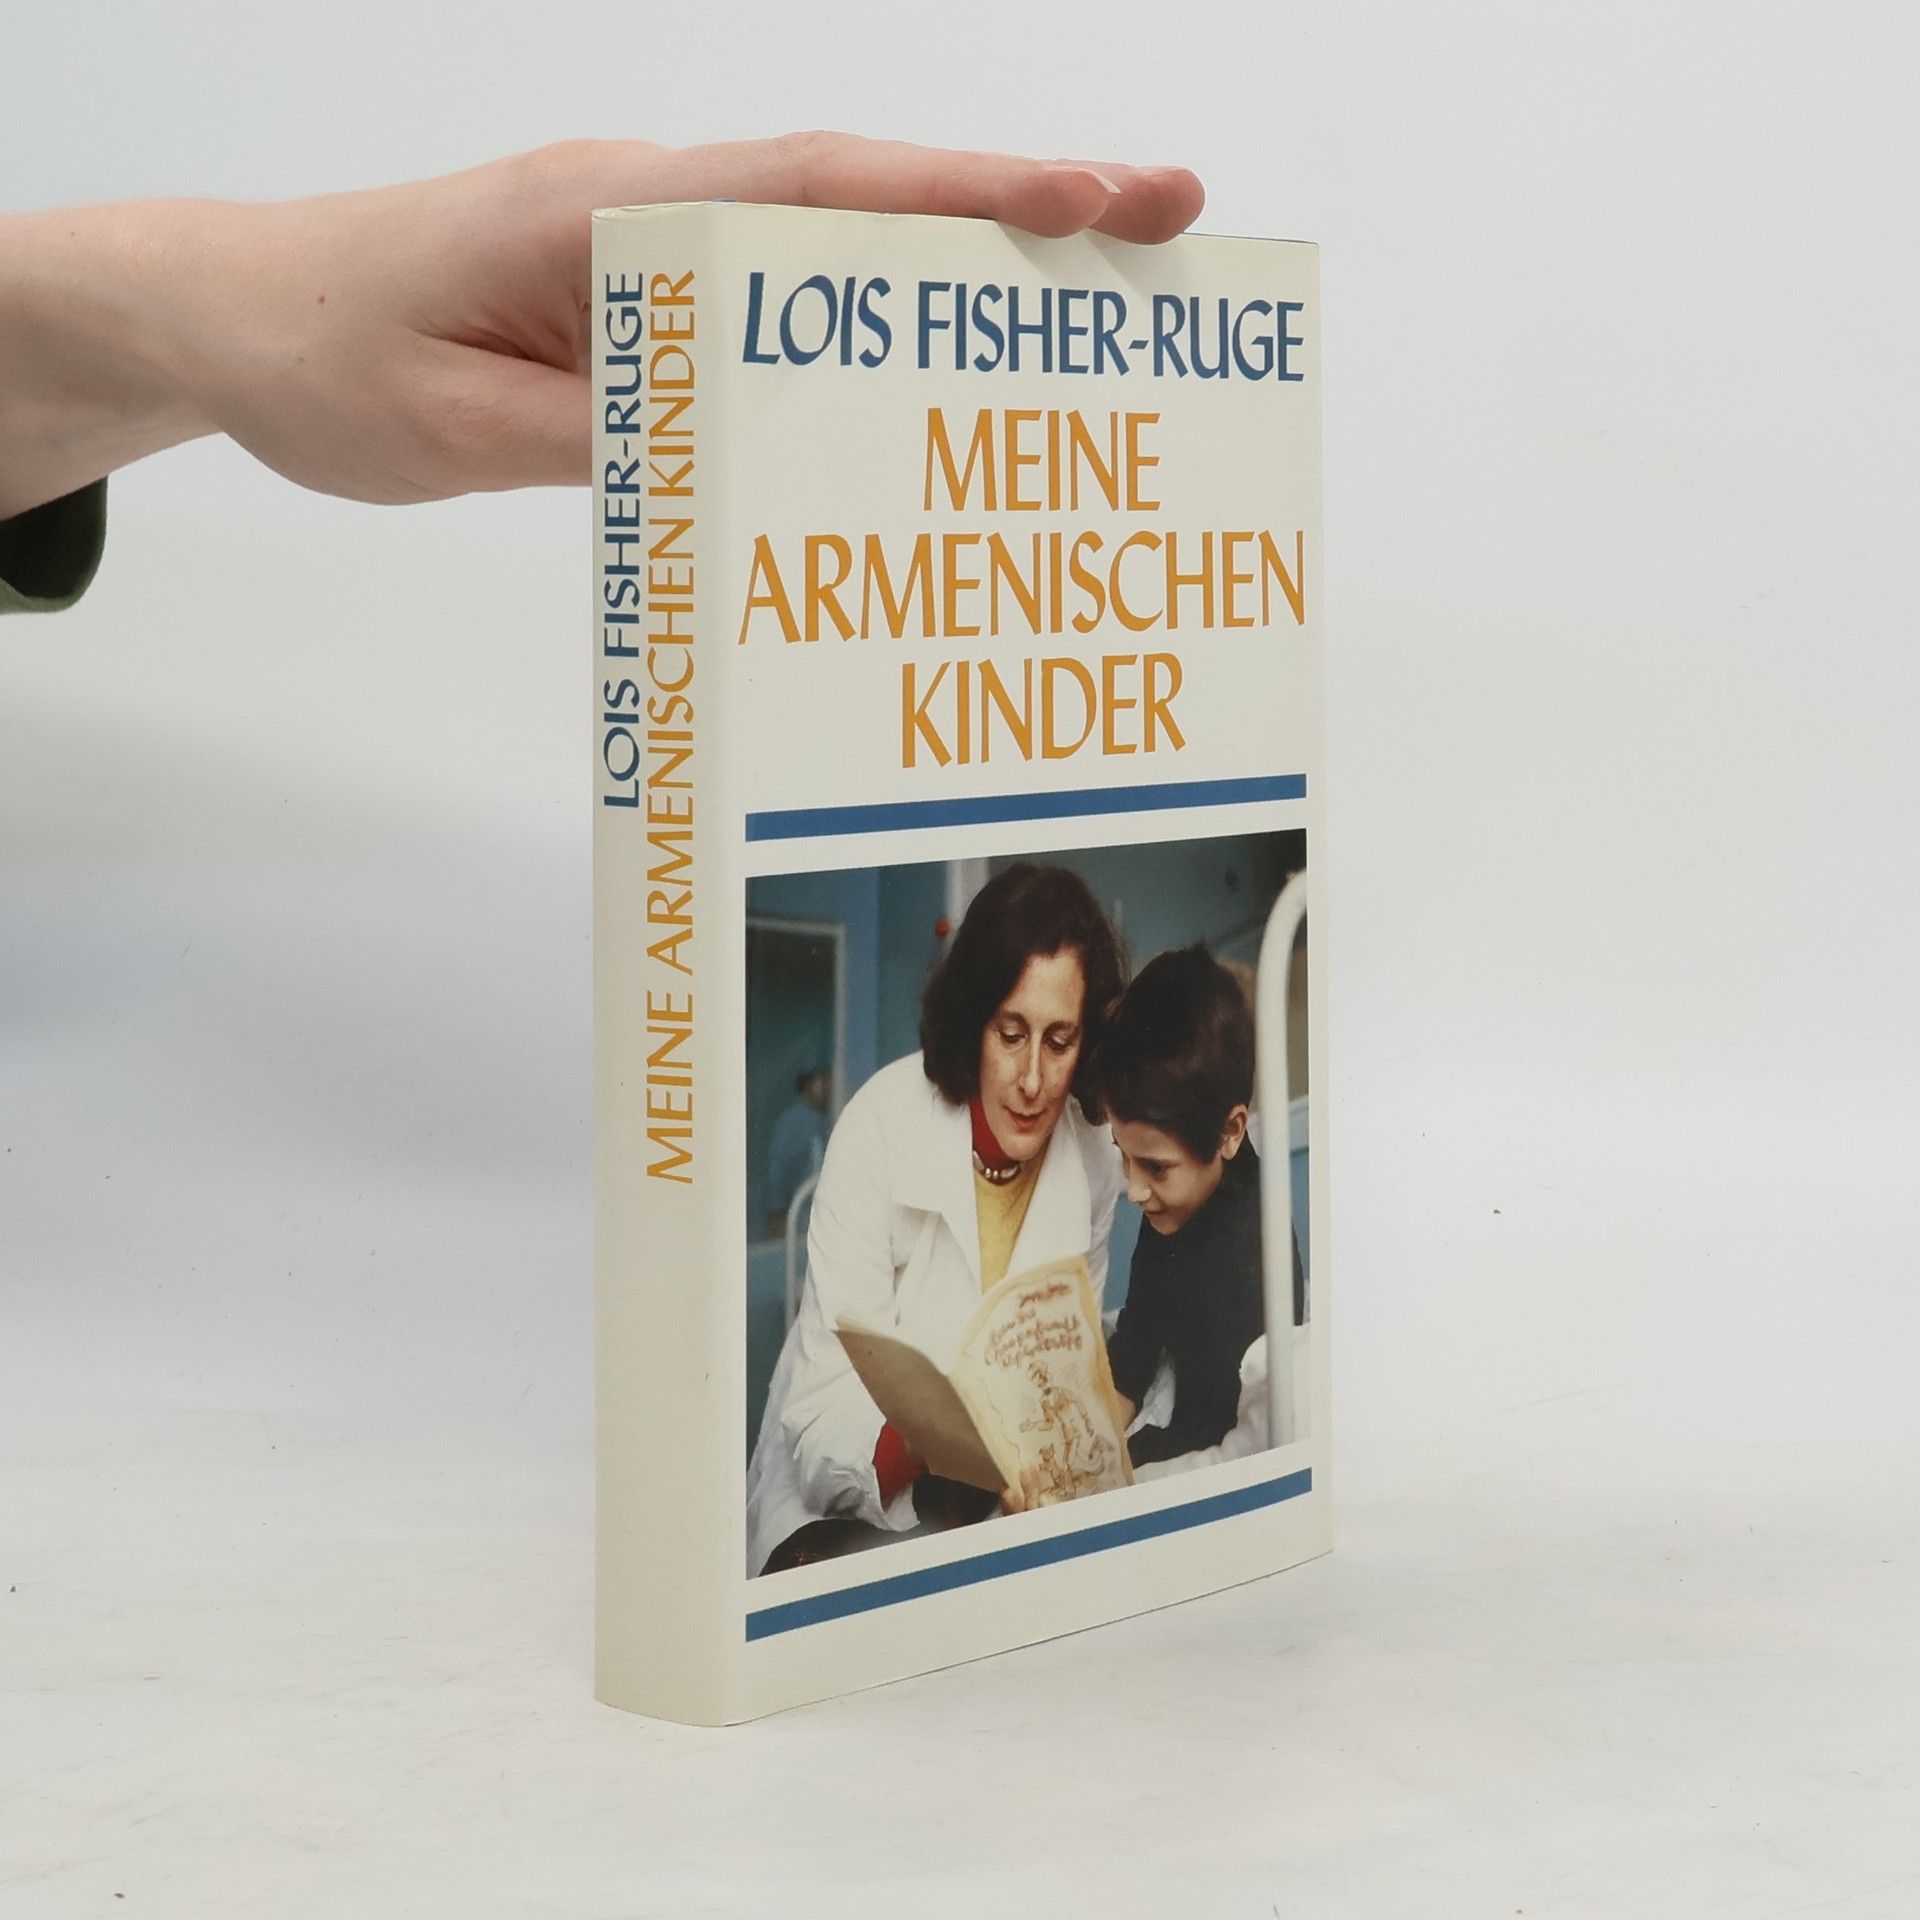 LOIS FISHER-RUGE
MEINE ARMENISCHEN KINDER
LOIS FISHER-RUGE
MEINE
ARMENISCHEN
KINDER